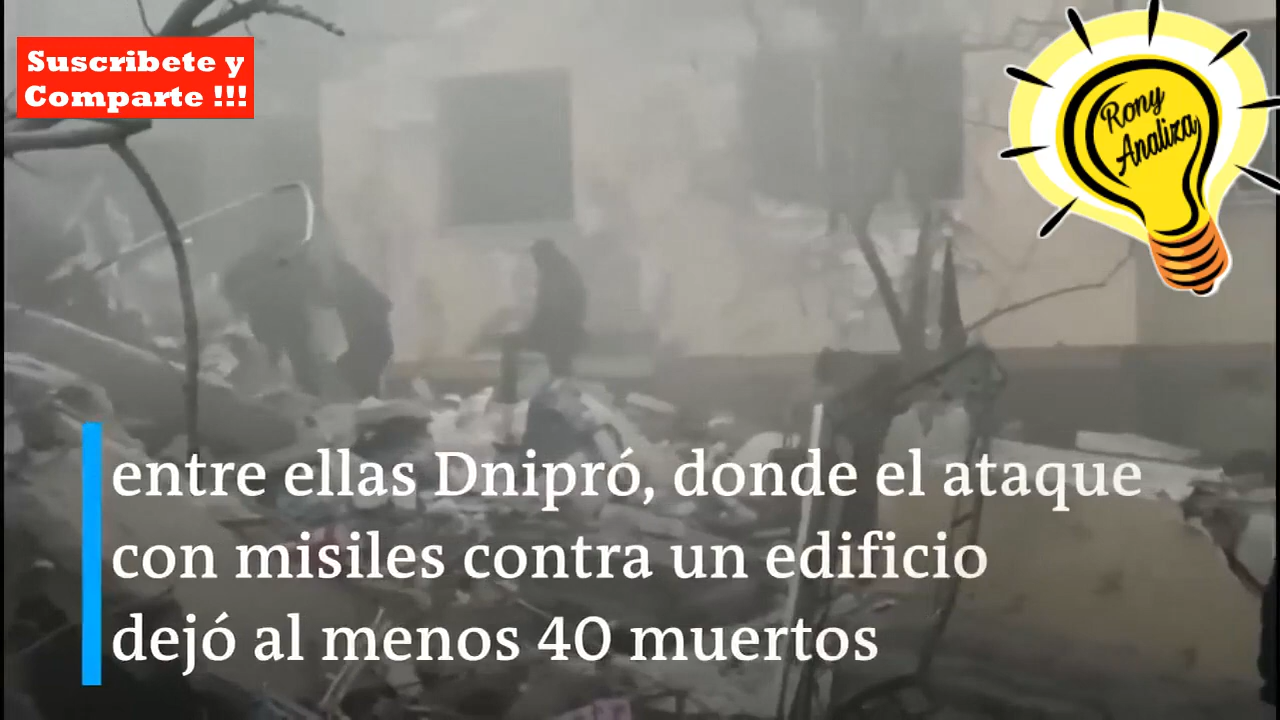 Suscribete y
Comparte !!!
Rony
Analiza
entre ellas Dnipró, donde el ataque
con misiles contra un edificio
dejó al menos 40 muertos